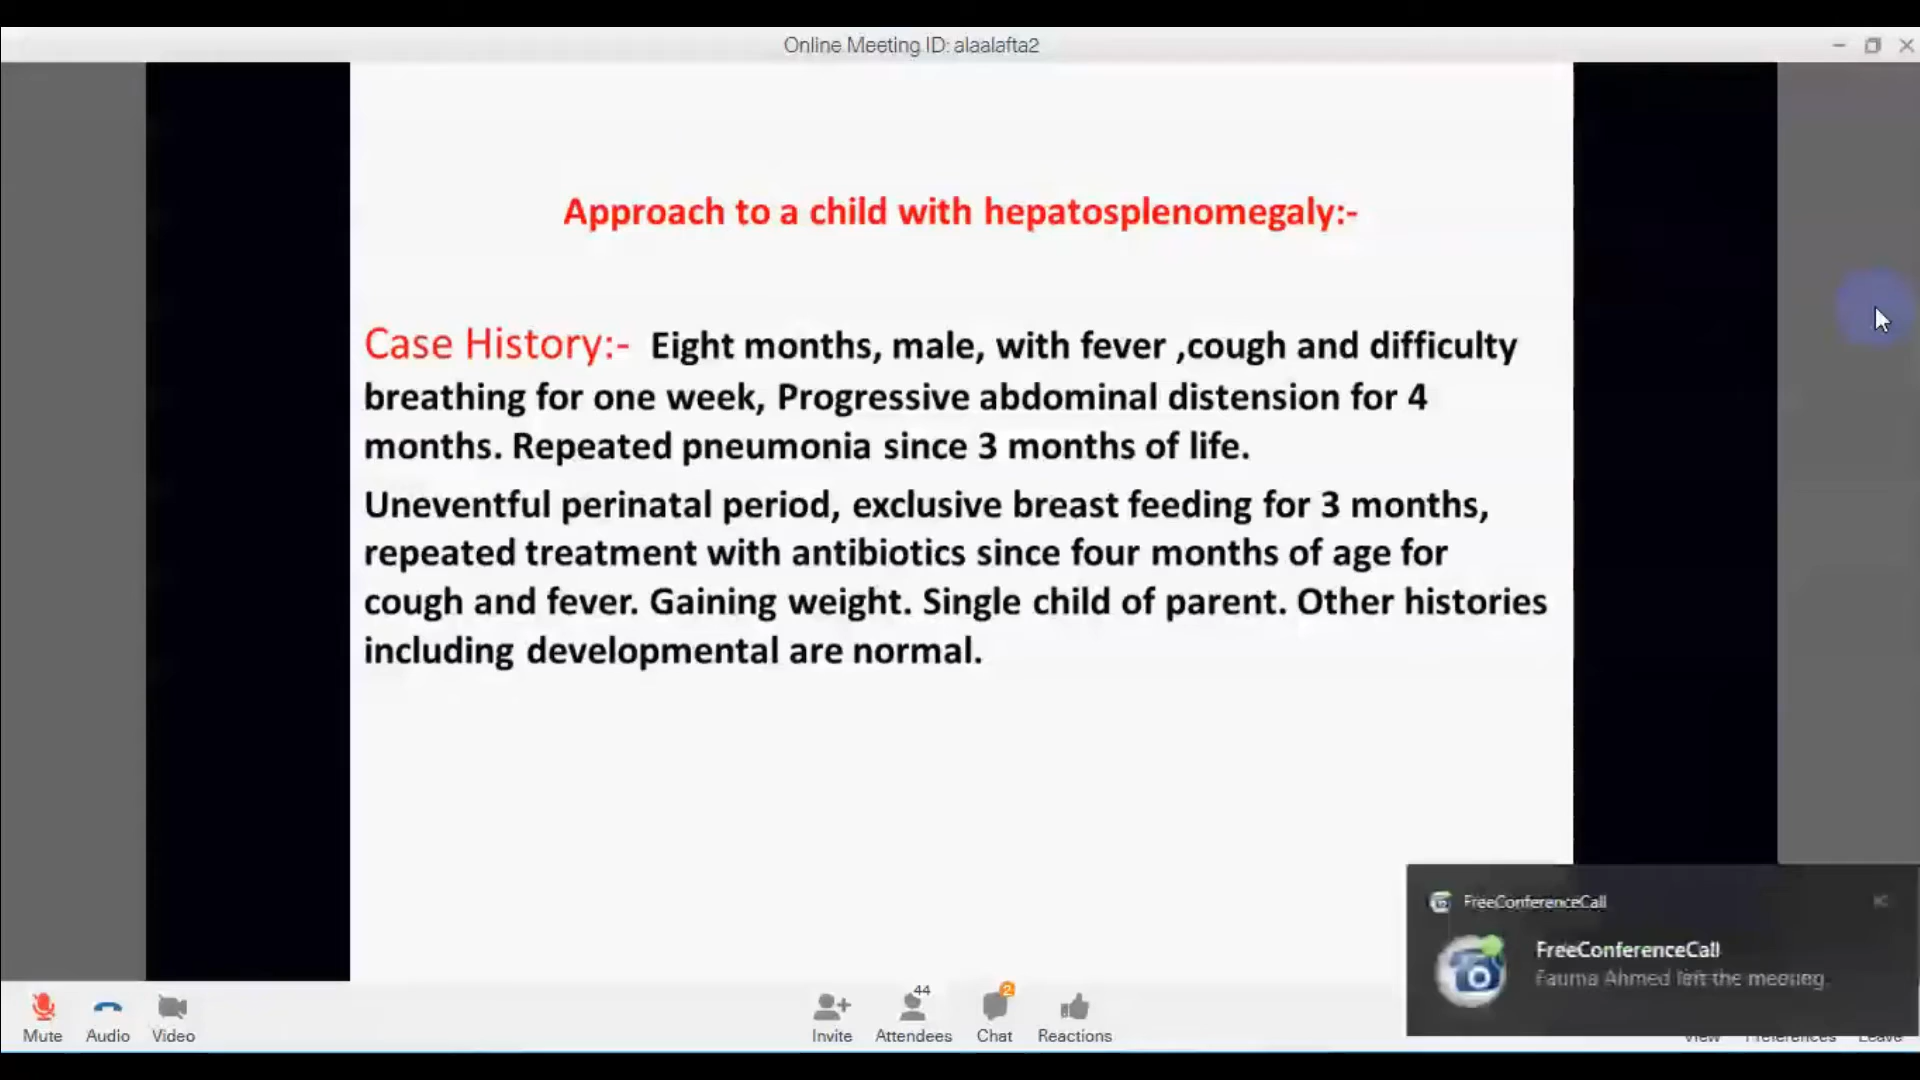 Online Meeting ID: alaalafta2
Approach to a child with hepatosplenomegaly:-
Case History:- Eight months, male, with fever ,cough and difficulty
breathing for one week, Progressive abdominal distension for 4
months. Repeated pneumonia since 3 months of life.
Uneventful perinatal period, exclusive breast feeding for 3 months,
repeated treatment with antibiotics since four months of age for
cough and fever. Gaining weight. Single child of parent. Other histories
including developmental are normal.
FreeConferenceCall
FreeConferenceCall
Ahmed left the meeting.
Mute Audio Video Invite 44 Attendees 2 Chat Reactions View Preferences Leave